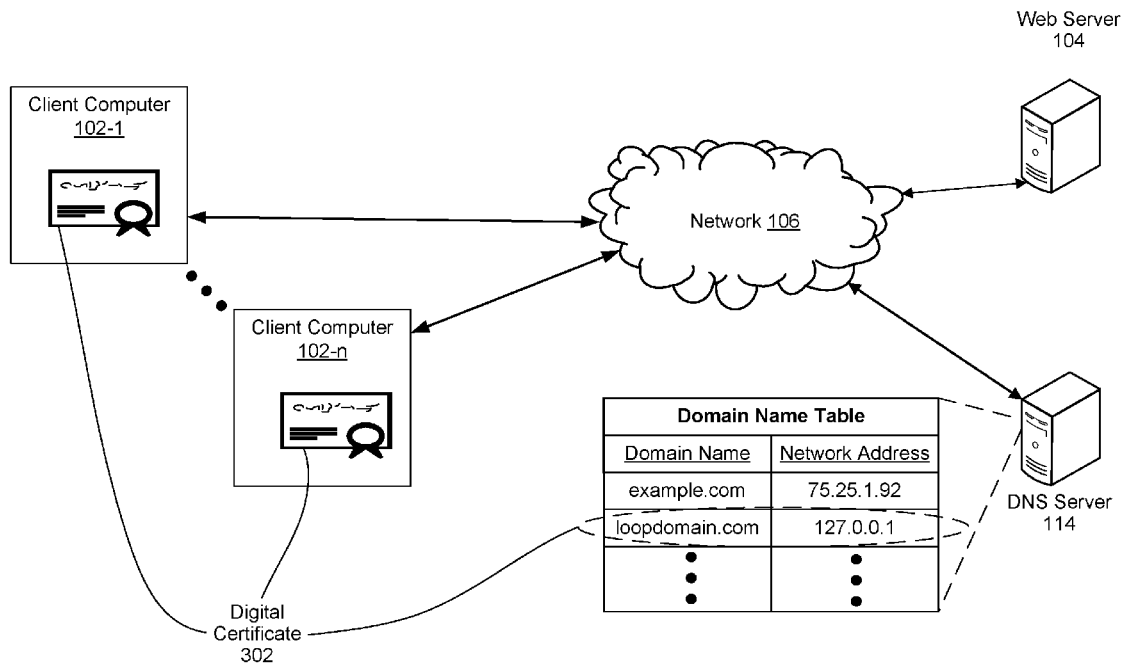 Web Server
104
Client Computer
102-1
Network 106
Client Computer
102-n
Domain Name Table
Domain Name Network Address
example.com 75.25.1.92
loopdomain.com 127.0.0.1
DNS Server
114
Digital
Certificate
302